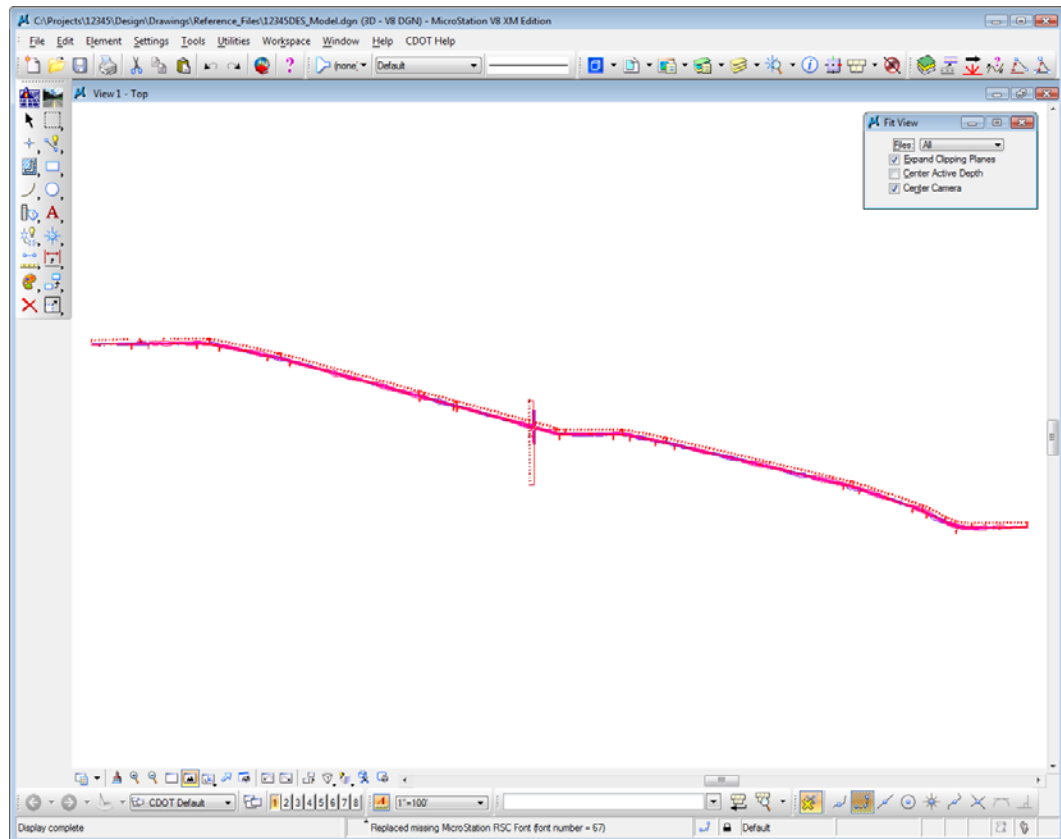 C:\Projects\12345\Design\Drawings\Reference_Files\12345DES_Model.dgn (3D - V8 DGN) - MicroStation V8 XM Edition
File Edit Element Settings Tools Utilities Workspace Window Help CDOT Help
(none) Default
View 1 - Top
Fit View
Files: All
Expand Clipping Planes
Center Active Depth
Center Camera
CDOT Default 1 2 3 4 5 6 7 8 1"=100'
Display complete Replaced missing MicroStation RSC Font (font number = 67) Default